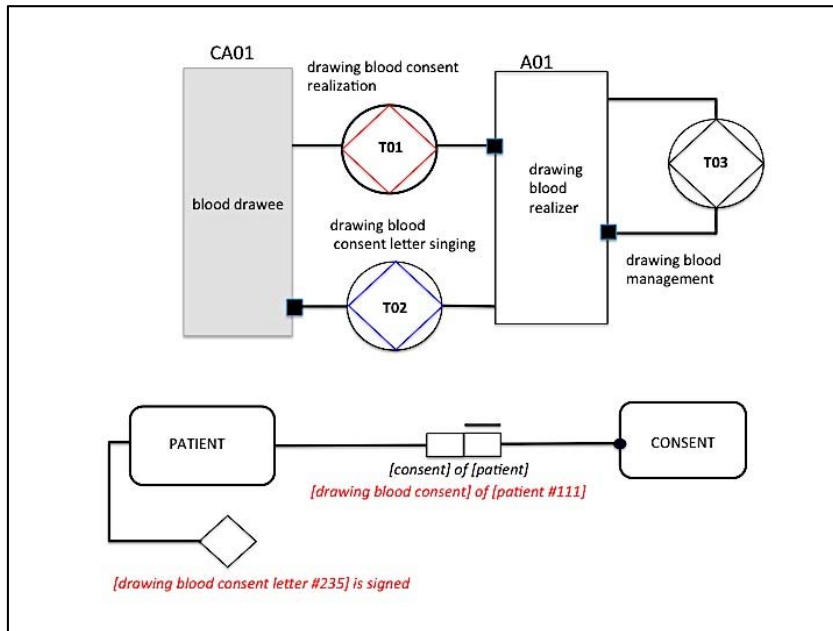 CA01
drawing blood consent
realization
A01
T01
T03
drawing
blood
realizer
blood drawee
drawing blood
consent letter singing
drawing blood
management
T02
PATIENT
CONSENT
[consent] of [patient]
[drawing blood consent] of [patient #111]
[drawing blood consent letter #235] is signed